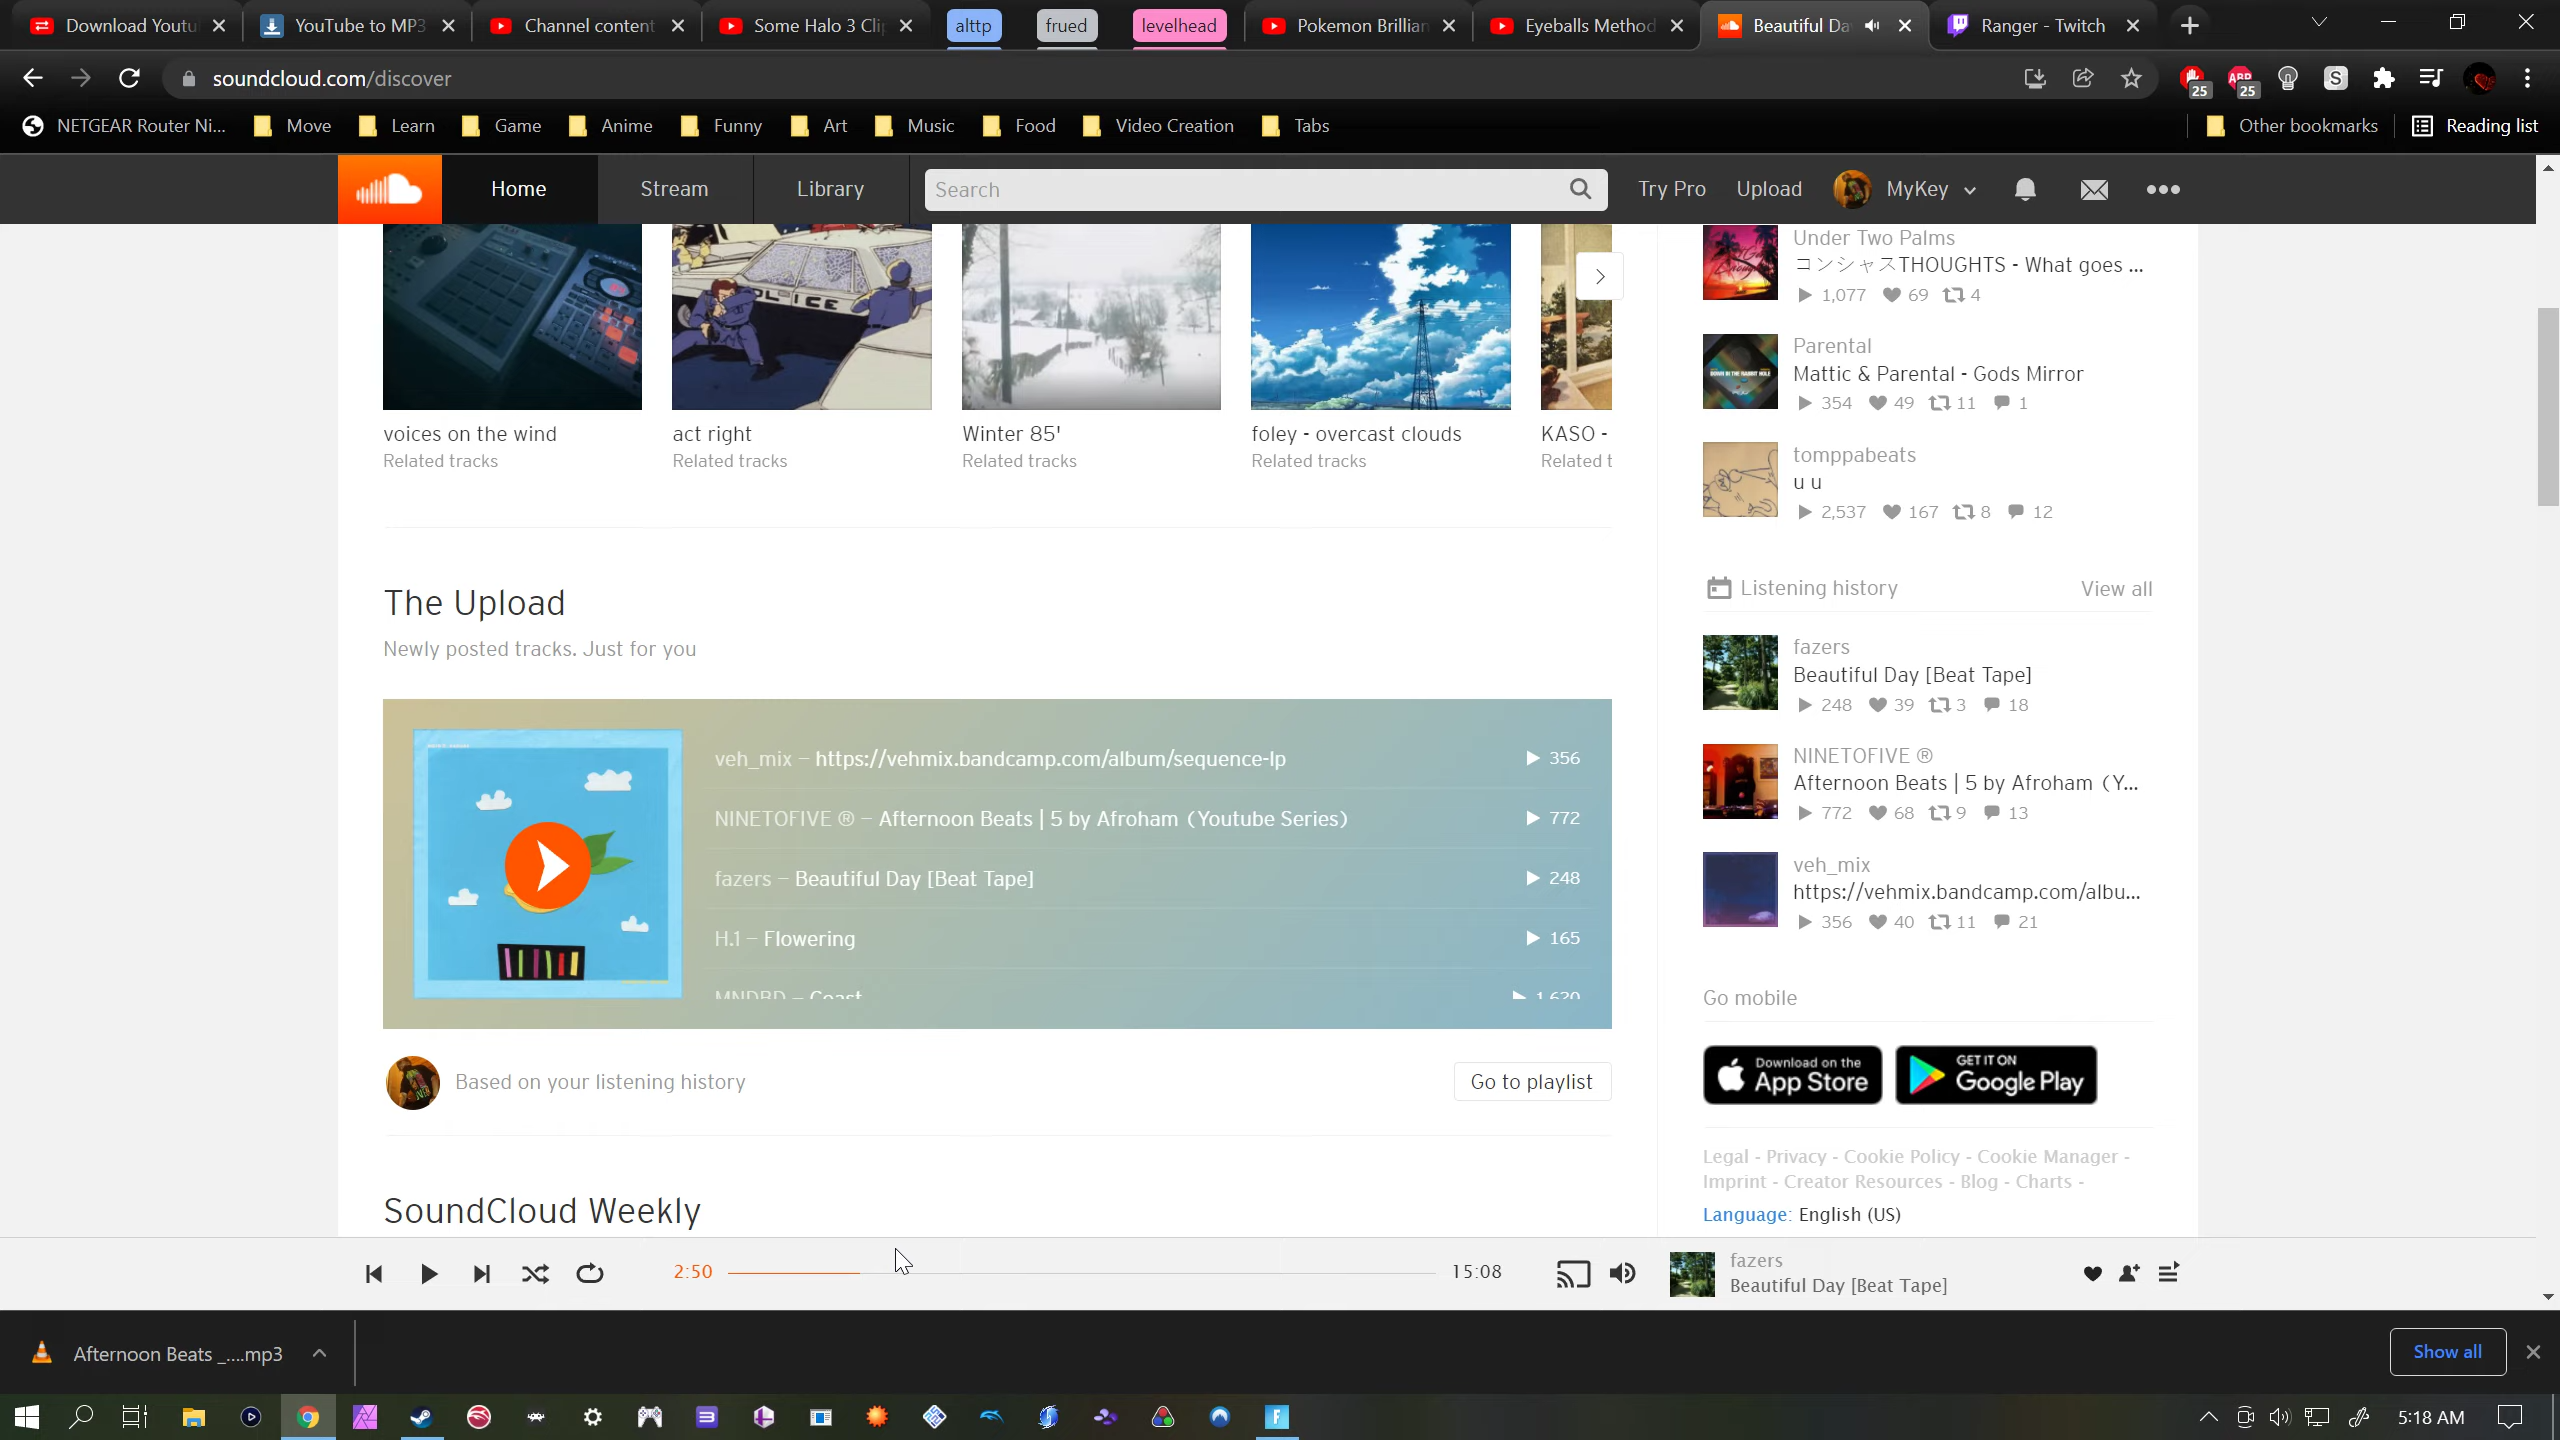 Download Youtu
YouTube to MP3
Channel content
Some Halo 3 Cli
alttp
frued
levelhead
Pokemon Brillian
Eyeballs Method
Beautiful Da
Ranger - Twitch
soundcloud.com/discover
25
ABP
25
NETGEAR Router Ni...
Move
Learn
Game
Anime
Funny
Art
Music
Food
Video Creation
Tabs
Other bookmarks
Reading list
Home
Stream
Library
Search
Try Pro
Upload
MyKey
POLICE
voices on the wind
Related tracks
act right
Related tracks
Winter 85'
Related tracks
foley - overcast clouds
Related tracks
KASO -
Related t
Under Two Palms
コンシャスTHOUGHTS - What goes ...
1,077 69 4
Parental
Mattic & Parental - Gods Mirror
354 49 11 1
tomppabeats
u u
2,537 167 8 12
The Upload
Newly posted tracks. Just for you
veh_mix – https://vehmix.bandcamp.com/album/sequence-lp 356
NINETOFIVE ® – Afternoon Beats | 5 by Afroham（Youtube Series） 772
fazers – Beautiful Day [Beat Tape] 248
H.1 – Flowering 165
MNDBD – Coast 1,620
Based on your listening history
Go to playlist
SoundCloud Weekly
Listening history
View all
fazers
Beautiful Day [Beat Tape]
248 39 3 18
NINETOFIVE ®
Afternoon Beats | 5 by Afroham（Y...
772 68 9 13
veh_mix
https://vehmix.bandcamp.com/albu...
356 40 11 21
Go mobile
Download on the
App Store
GET IT ON
Google Play
Legal - Privacy - Cookie Policy - Cookie Manager -
Imprint - Creator Resources - Blog - Charts -
Language: English (US)
2:50
15:08
fazers
Beautiful Day [Beat Tape]
Afternoon Beats _....mp3
Show all
5:18 AM